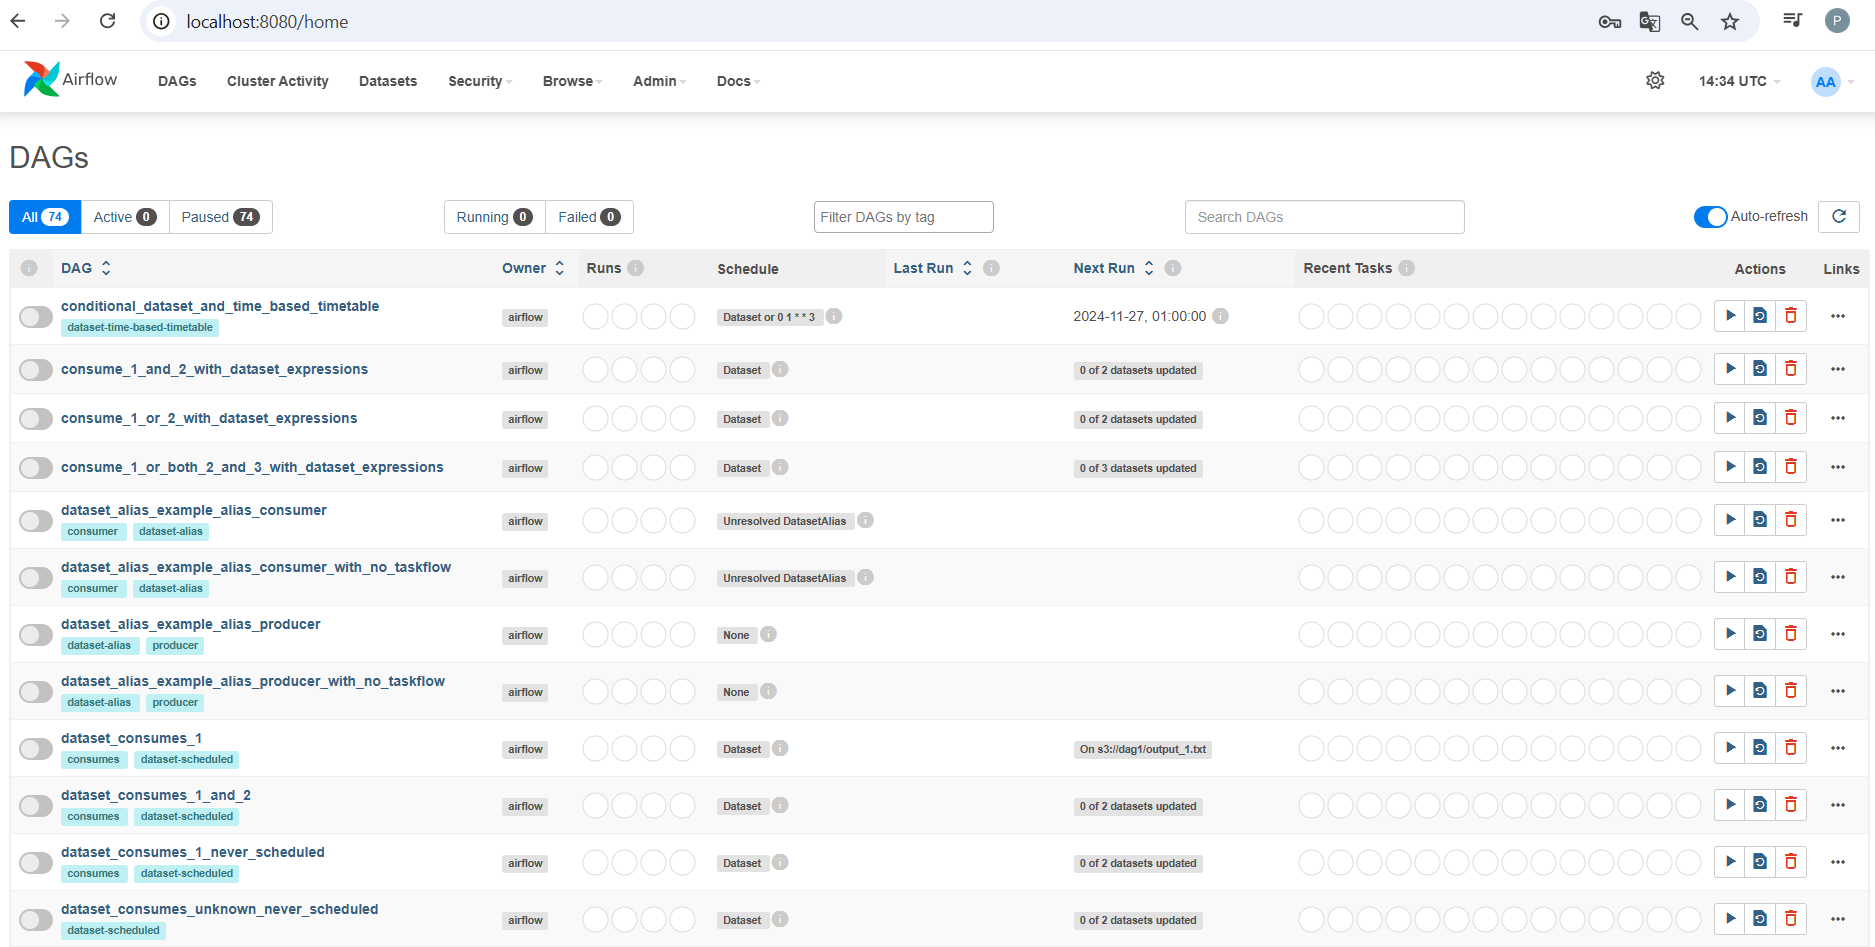 localhost:8080/home
P
Airflow DAGs Cluster Activity Datasets Security Browse Admin Docs 14:34 UTC AA
DAGs
All 74 Active 0 Paused 74 Running 0 Failed 0 Filter DAGs by tag Search DAGs Auto-refresh
DAG Owner Runs Schedule Last Run Next Run Recent Tasks Actions Links
conditional_dataset_and_time_based_timetable
dataset-time-based-timetable
airflow Dataset or 0 1 * * 3 2024-11-27, 01:00:00
consume_1_and_2_with_dataset_expressions airflow Dataset 0 of 2 datasets updated
consume_1_or_2_with_dataset_expressions airflow Dataset 0 of 2 datasets updated
consume_1_or_both_2_and_3_with_dataset_expressions airflow Dataset 0 of 3 datasets updated
dataset_alias_example_alias_consumer
consumer dataset-alias
airflow Unresolved DatasetAlias
dataset_alias_example_alias_consumer_with_no_taskflow
consumer dataset-alias
airflow Unresolved DatasetAlias
dataset_alias_example_alias_producer
dataset-alias producer
airflow None
dataset_alias_example_alias_producer_with_no_taskflow
dataset-alias producer
airflow None
dataset_consumes_1
consumes dataset-scheduled
airflow Dataset On s3://dag1/output_1.txt
dataset_consumes_1_and_2
consumes dataset-scheduled
airflow Dataset 0 of 2 datasets updated
dataset_consumes_1_never_scheduled
consumes dataset-scheduled
airflow Dataset 0 of 2 datasets updated
dataset_consumes_unknown_never_scheduled
dataset-scheduled
airflow Dataset 0 of 2 datasets updated